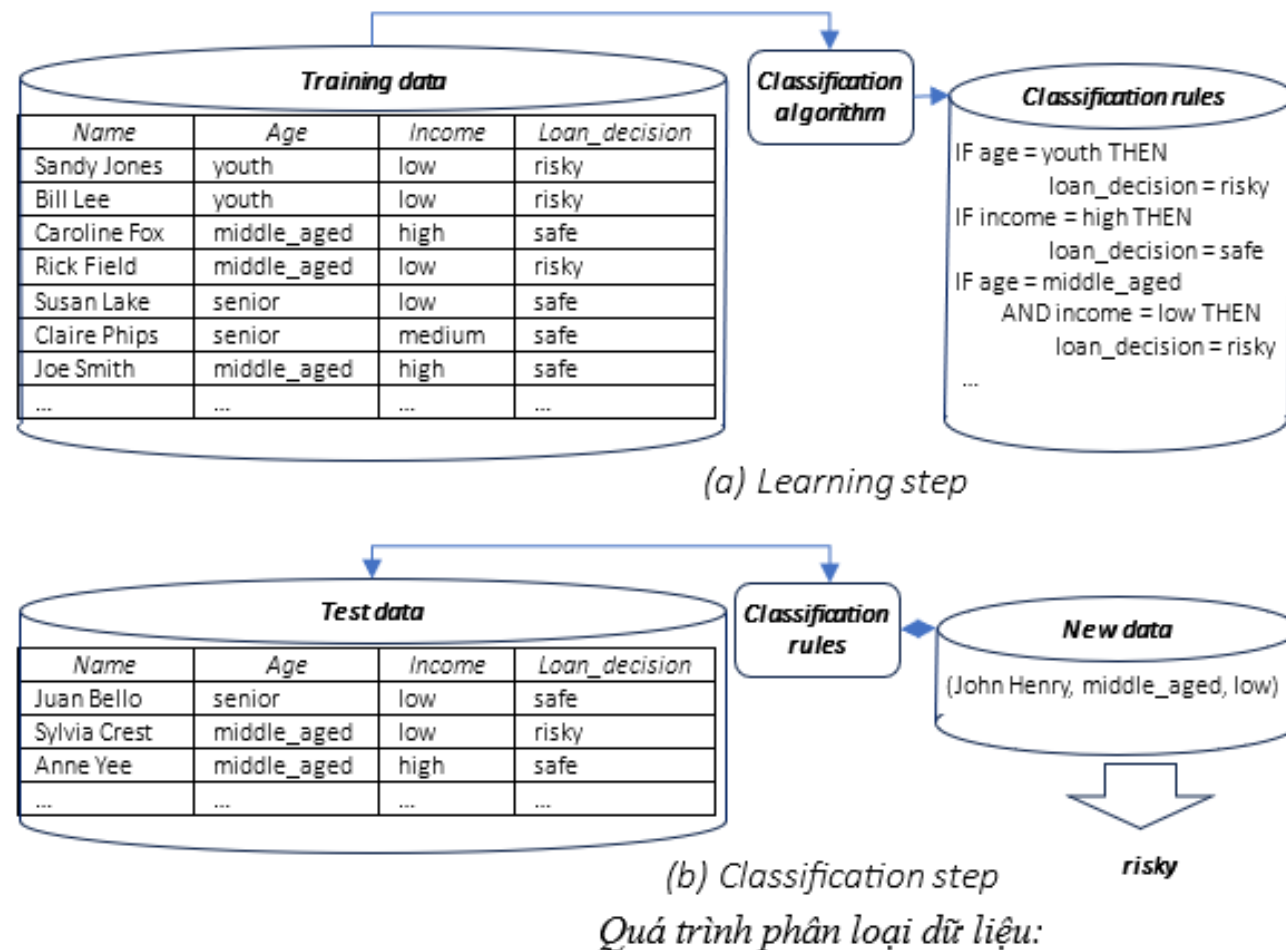 Training data
Name Age Income Loan_decision
Sandy Jones youth low risky
Bill Lee youth low risky
Caroline Fox middle_aged high safe
Rick Field middle_aged low risky
Susan Lake senior low safe
Claire Phips senior medium safe
Joe Smith middle_aged high safe
... ... ... ...
Classification
algorithm
Classification rules
IF age = youth THEN
loan_decision = risky
IF income = high THEN
loan_decision = safe
IF age = middle_aged
AND income = low THEN
loan_decision = risky
...
(a) Learning step
Test data
Name Age Income Loan_decision
Juan Bello senior low safe
Sylvia Crest middle_aged low risky
Anne Yee middle_aged high safe
... ... ... ...
Classification
rules
New data
(John Henry, middle_aged, low)
risky
(b) Classification step
Quá trình phân loại dữ liệu: